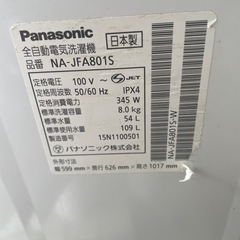 Panasonic
日本製
全自動電気洗濯機
品番 NA-JFA801S
定格電圧 100 V~ JET
定格周波数 50/60 Hz IPX4
定格消費電力 345 W
標準洗濯容量 8.0 kg
標準水量 54 L
標準使用水量 109 L
製造番号 15N1100501
パナソニック株式会社
外形寸法
幅 599 mm × 奥行 626 mm × 高さ 1017 mm
NA-JFA801S-W